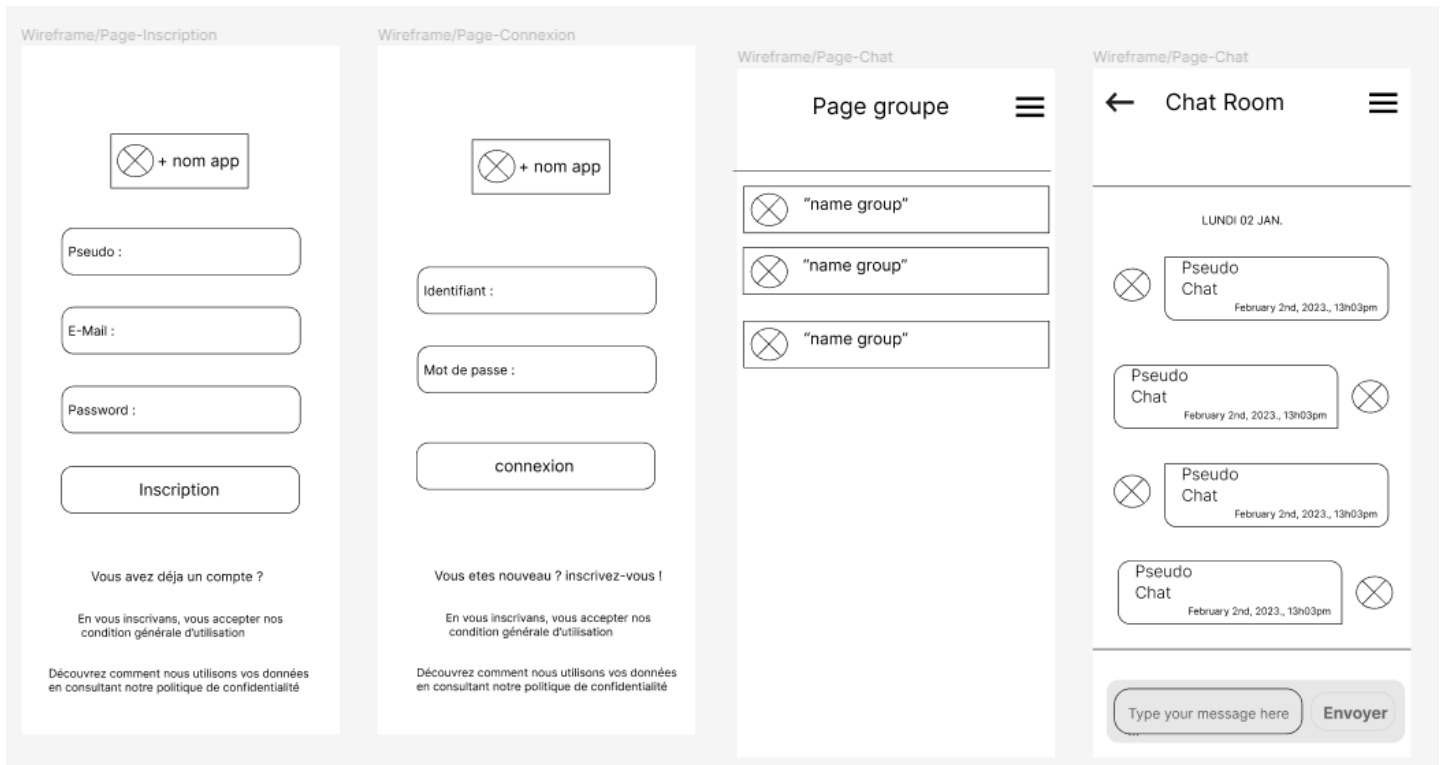 Wireframe/Page-Inscription
+ nom app
Pseudo :
E-Mail :
Password :
Inscription
Vous avez déja un compte ?
En vous inscrivans, vous accepter nos
condition générale d'utilisation
Découvrez comment nous utilisons vos données
en consultant notre politique de confidentialité
Wireframe/Page-Connexion
+ nom app
Identifiant :
Mot de passe :
connexion
Vous etes nouveau ? inscrivez-vous !
En vous inscrivans, vous accepter nos
condition générale d'utilisation
Découvrez comment nous utilisons vos données
en consultant notre politique de confidentialité
Wireframe/Page-Chat
Page groupe
“name group”
“name group”
“name group”
Wireframe/Page-Chat
Chat Room
LUNDI 02 JAN.
Pseudo
Chat
February 2nd, 2023., 13h03pm
Pseudo
Chat
February 2nd, 2023., 13h03pm
Pseudo
Chat
February 2nd, 2023., 13h03pm
Pseudo
Chat
February 2nd, 2023., 13h03pm
Type your message here
...
Envoyer